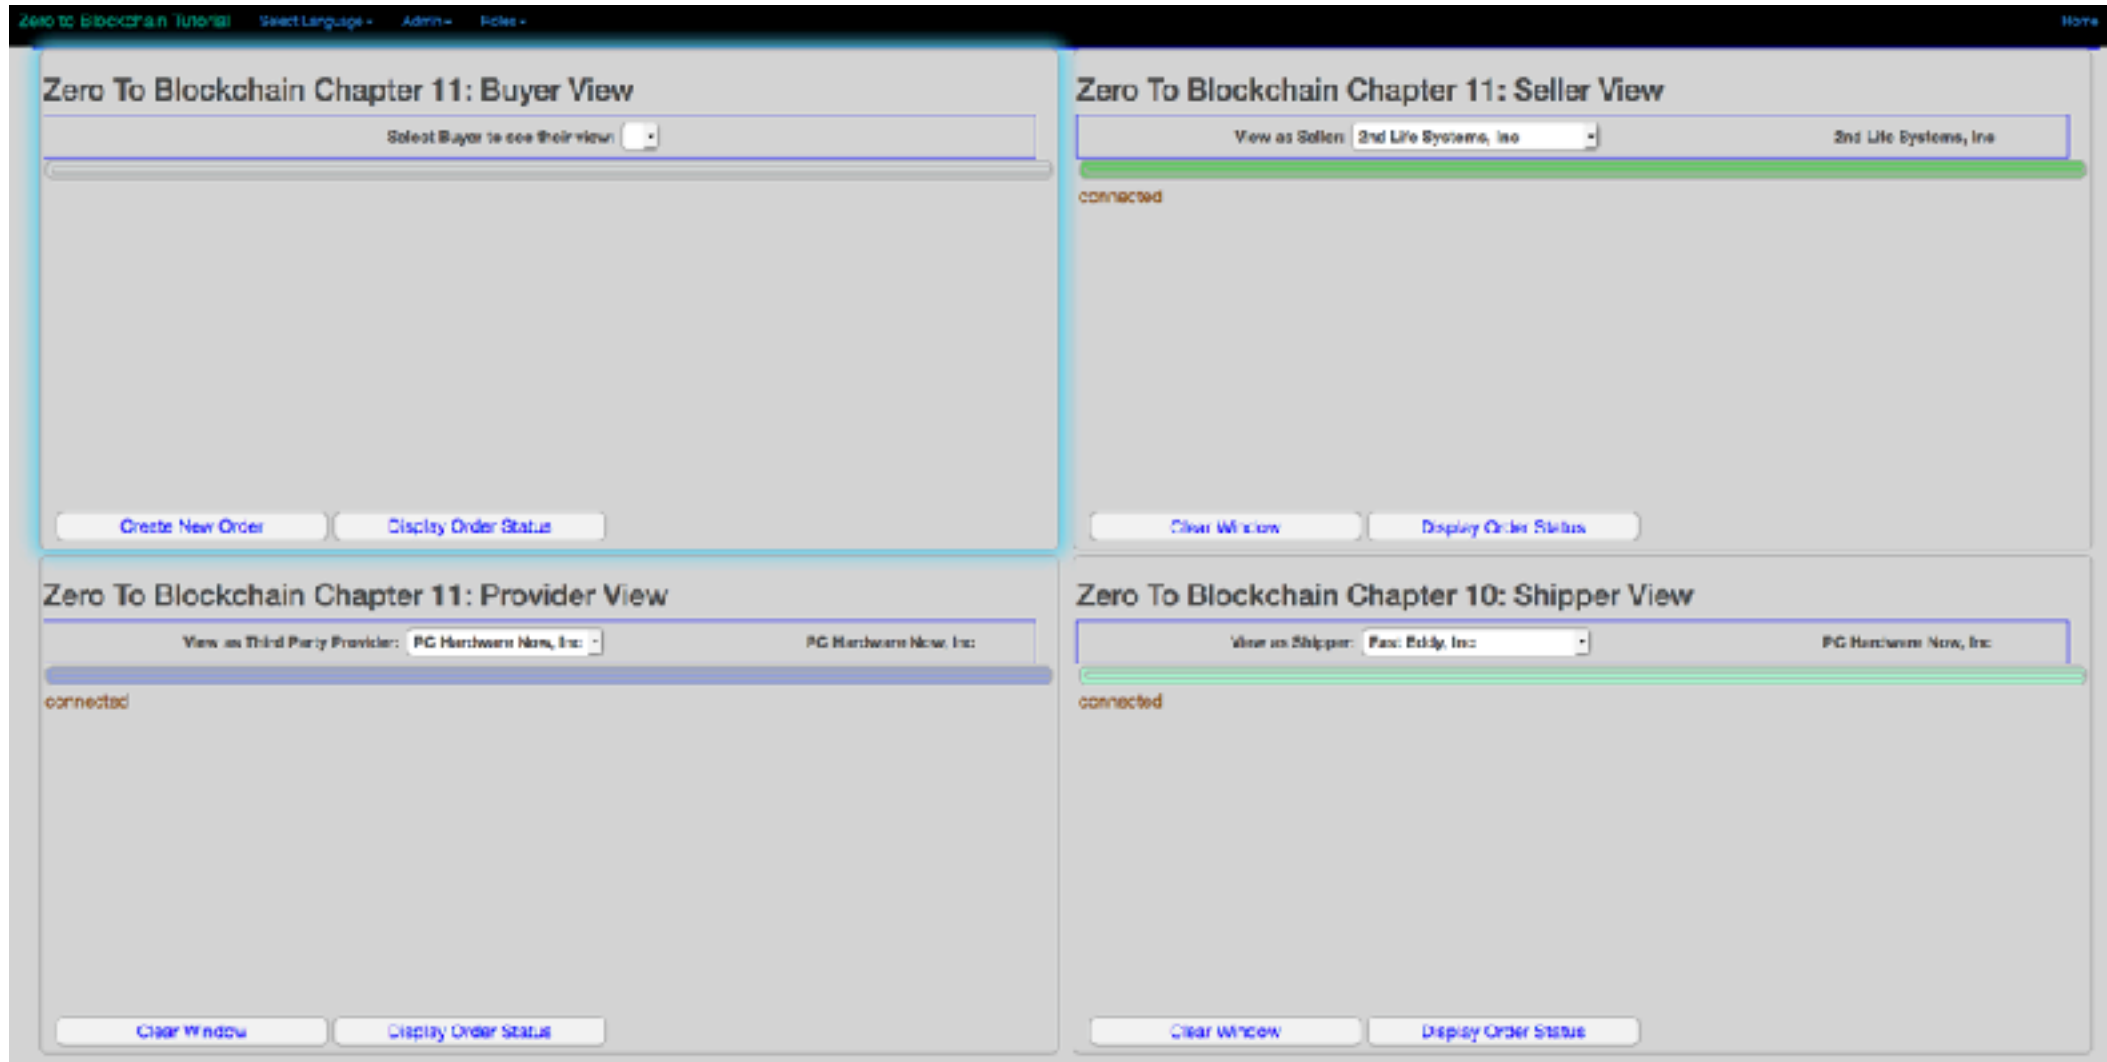 Zero to Blockchain Tutorial Select Language Admin Roles Home
Zero To Blockchain Chapter 11: Buyer View
Select Buyer to see their view:
Create New Order Display Order Status
Zero To Blockchain Chapter 11: Seller View
View as Seller: 2nd Life Systems, Inc 2nd Life Systems, Inc
connected
Clear Window Display Order Status
Zero To Blockchain Chapter 11: Provider View
View as Third Party Provider: PC Hardware Now, Inc PC Hardware Now, Inc
connected
Clear Window Display Order Status
Zero To Blockchain Chapter 10: Shipper View
View as Shipper: Fast Eddy, Inc PC Hardware Now, Inc
connected
Clear Window Display Order Status